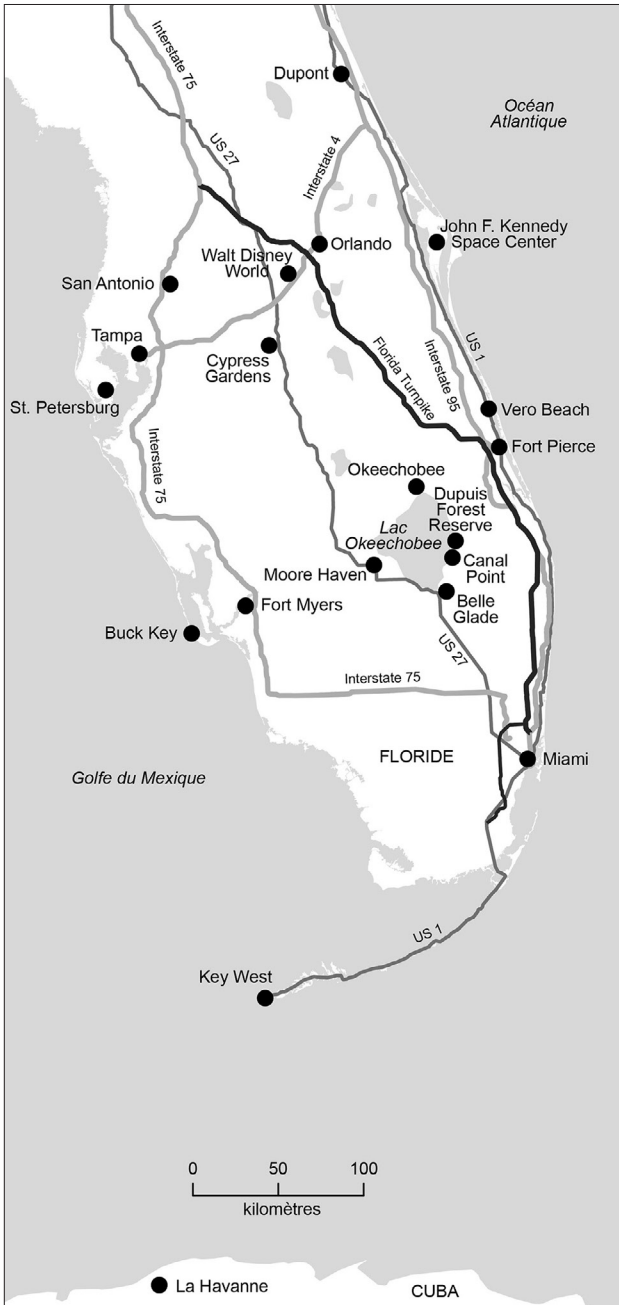 Interstate 75
Dupont
Océan
Atlantique
US 27
Interstate 4
John F. Kennedy
Space Center
Orlando
Walt Disney
World
San Antonio
Tampa
Cypress
Gardens
US 1
Florida Turnpike
Interstate 95
St. Petersburg
Vero Beach
Fort Pierce
Interstate 75
Okeechobee
Dupuis
Forest
Reserve
Lac
Okeechobee
Canal
Point
Moore Haven
Belle
Glade
Fort Myers
Buck Key
US 27
Interstate 75
FLORIDE
Miami
Golfe du Mexique
US 1
Key West
0 50 100
kilomètres
La Havanne
CUBA